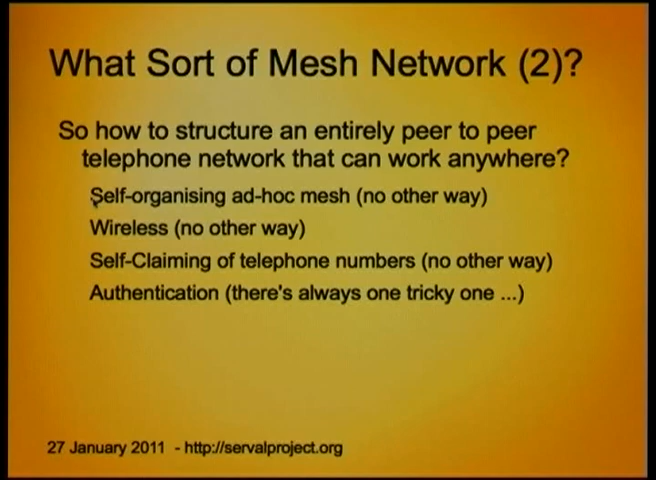 What Sort of Mesh Network (2)?
So how to structure an entirely peer to peer
telephone network that can work anywhere?
Self-organising ad-hoc mesh (no other way)
Wireless (no other way)
Self-Claiming of telephone numbers (no other way)
Authentication (there's always one tricky one ...)
27 January 2011 - http://servalproject.org